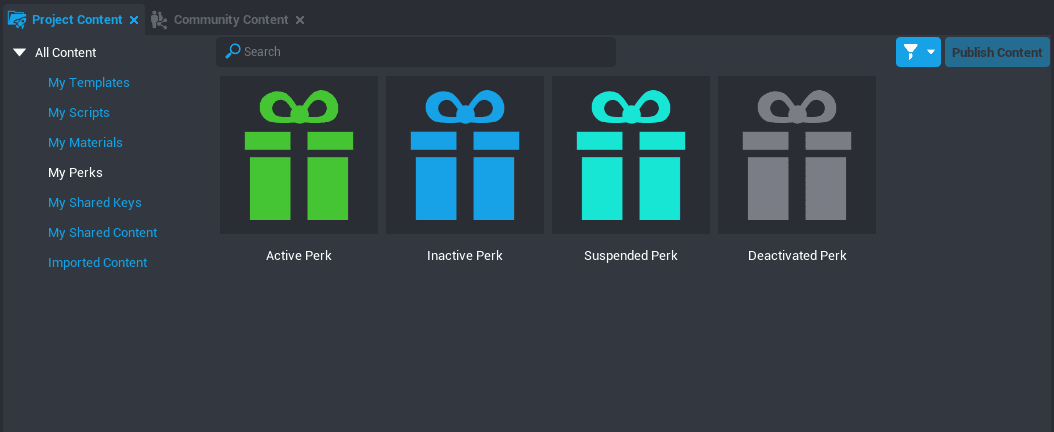 Project Content
Community Content
All Content
Search
Publish Content
My Templates
My Scripts
My Materials
My Perks
My Shared Keys
My Shared Content
Imported Content
Active Perk
Inactive Perk
Suspended Perk
Deactivated Perk